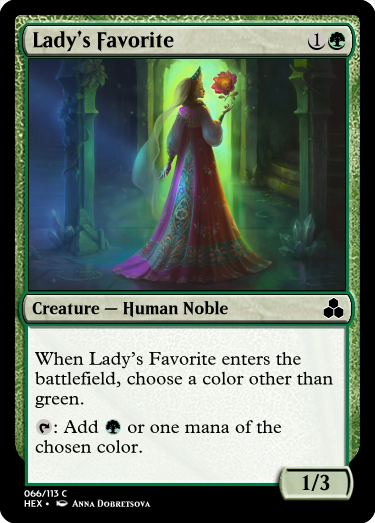 Lady's Favorite 1
Creature — Human Noble
When Lady's Favorite enters the
battlefield, choose a color other than
green.
: Add or one mana of the
chosen color.
1/3
066/113 C
HEX • Anna Dobretsova